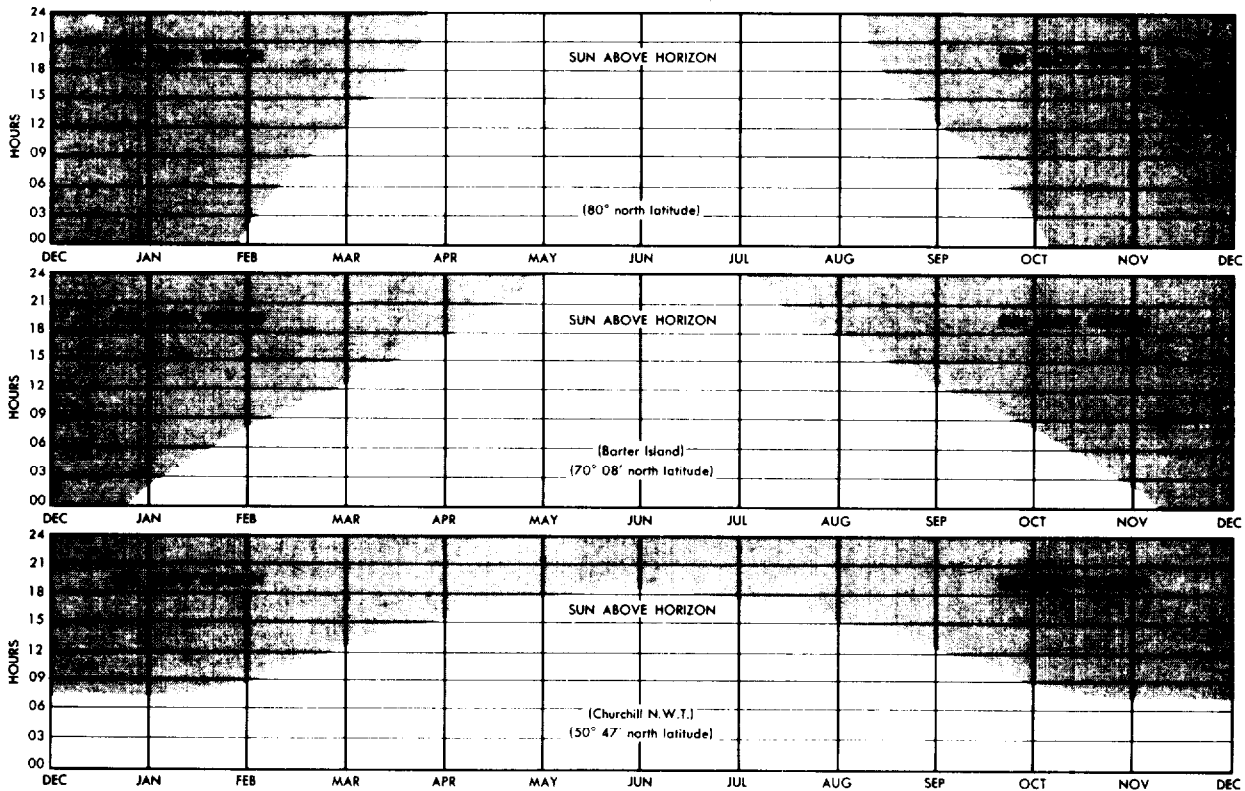 24
21
18
15
12
09
06
03
00
HOURS
SUN ABOVE HORIZON
(80° north latitude)
DEC JAN FEB MAR APR MAY JUN JUL AUG SEP OCT NOV DEC
24
21
18
15
12
09
06
03
00
HOURS
SUN ABOVE HORIZON
(Barter Island)
(70° 08' north latitude)
DEC JAN FEB MAR APR MAY JUN JUL AUG SEP OCT NOV DEC
24
21
18
15
12
09
06
03
00
HOURS
SUN ABOVE HORIZON
(Churchill N.W.T.)
(50° 47' north latitude)
DEC JAN FEB MAR APR MAY JUN JUL AUG SEP OCT NOV DEC